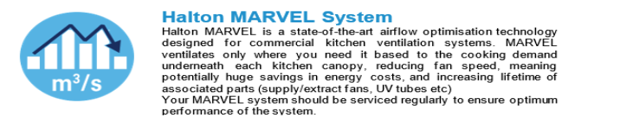 Halton MARVEL System
Halton MARVEL is a state-of-the-art airflow optimisation technology
designed for commercial kitchen ventilation systems. MARVEL
ventilates only where you need it based to the cooking demand
underneath each kitchen canopy, reducing fan speed, meaning
potentially huge savings in energy costs, and increasing lifetime of
associated parts (supply/extract fans, UV tubes etc)
Your MARVEL system should be serviced regularly to ensure optimum
performance of the system.
m³/s